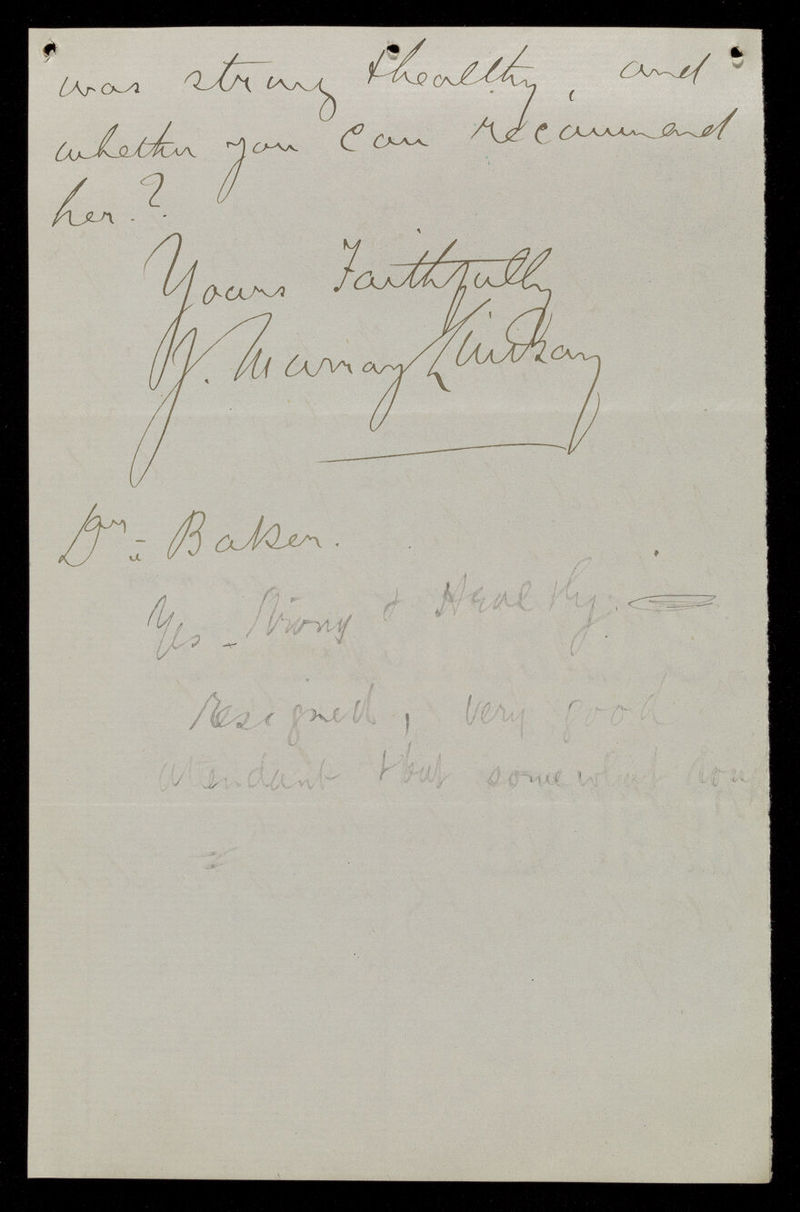 was strong & healthy, and
whether you can recommend
her.?
Yours Faithfully
J. Murray Lindsay
Dr. Baker.
Yes - Strong & Healthy.
resigned, very good
attendant but somewhat